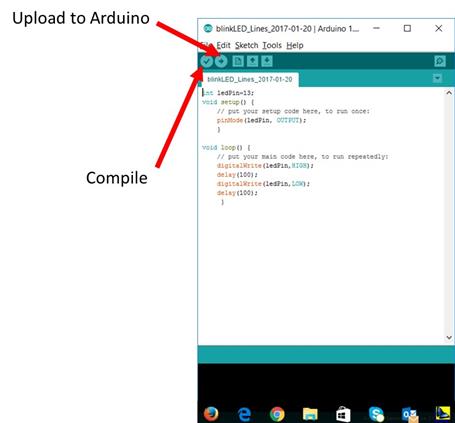 Upload to Arduino
blinkLED_Lines_2017-01-20 | Arduino 1...
File Edit Sketch Tools Help
blinkLED_Lines_2017-01-20
int ledPin=13;
void setup() {
// put your setup code here, to run once:
pinMode(ledPin, OUTPUT);
}
void loop() {
// put your main code here, to run repeatedly:
digitalWrite(ledPin,HIGH);
delay(100);
digitalWrite(ledPin,LOW);
delay(100);
}
Compile